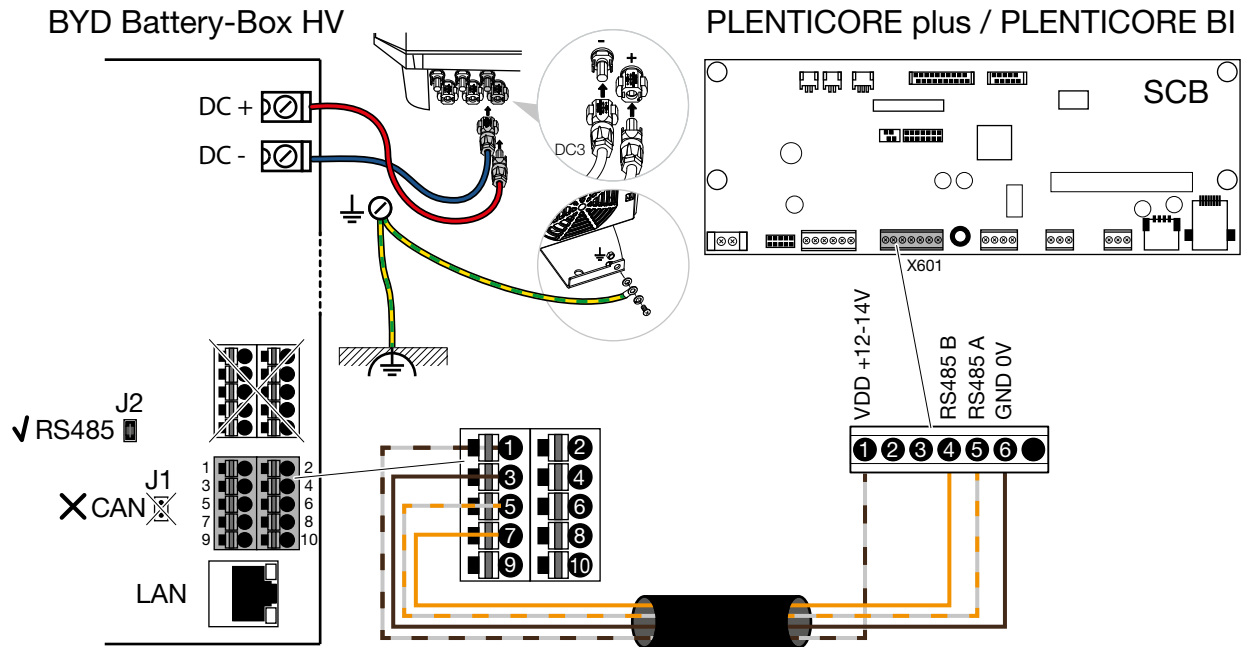 BYD Battery-Box HV
PLENTICORE plus / PLENTICORE BI
SCB
DC +
DC -
- +
DC3
X601
VDD +12-14V
RS485 B
RS485 A
GND 0V
J2
RS485
J1
CAN
1 2
3 4
5 6
7 8
9 10
LAN
1 2
3 4
5 6
7 8
9 10
1 2 3 4 5 6